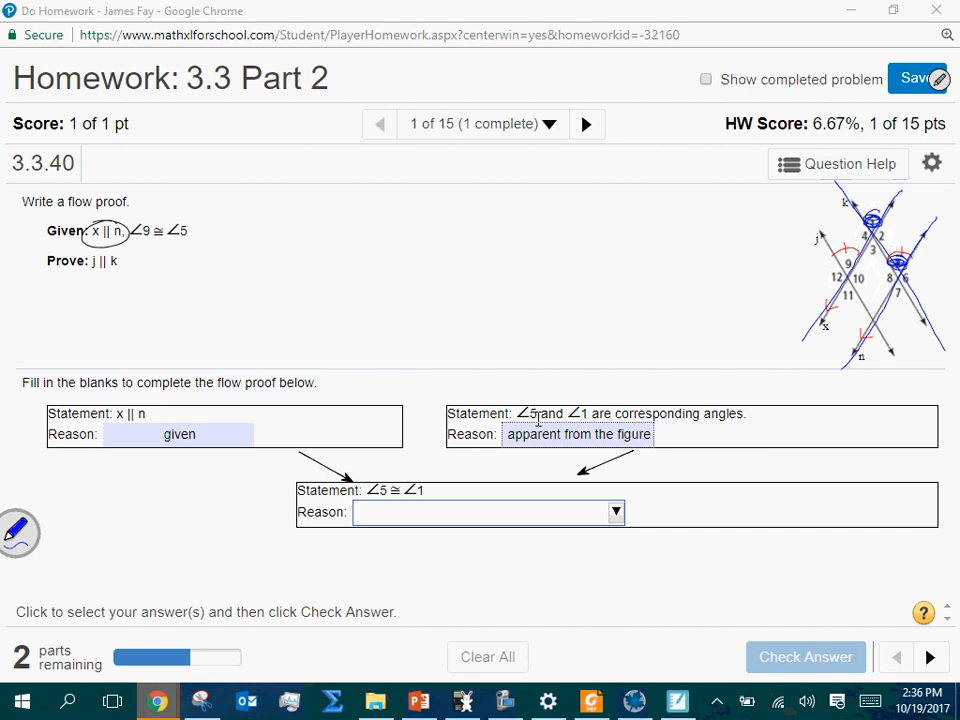 Do Homework - James Fay - Google Chrome
Secure | https://www.mathxlforschool.com/Student/PlayerHomework.aspx?centerwin=yes&homeworkid=-32160
Homework: 3.3 Part 2
Show completed problem
Save
Score: 1 of 1 pt
1 of 15 (1 complete)
HW Score: 6.67%, 1 of 15 pts
3.3.40
Question Help
Write a flow proof.
Given: x || n, ∠9 ≅ ∠5
Prove: j || k
k
4 2
j
3
9
12 10 8 6
11 7
x
n
Fill in the blanks to complete the flow proof below.
Statement: x || n
Reason: given
Statement: ∠5 and ∠1 are corresponding angles.
Reason: apparent from the figure
Statement: ∠5 ≅ ∠1
Reason:
Click to select your answer(s) and then click Check Answer.
?
2 parts remaining
Clear All
Check Answer
2:36 PM
10/19/2017